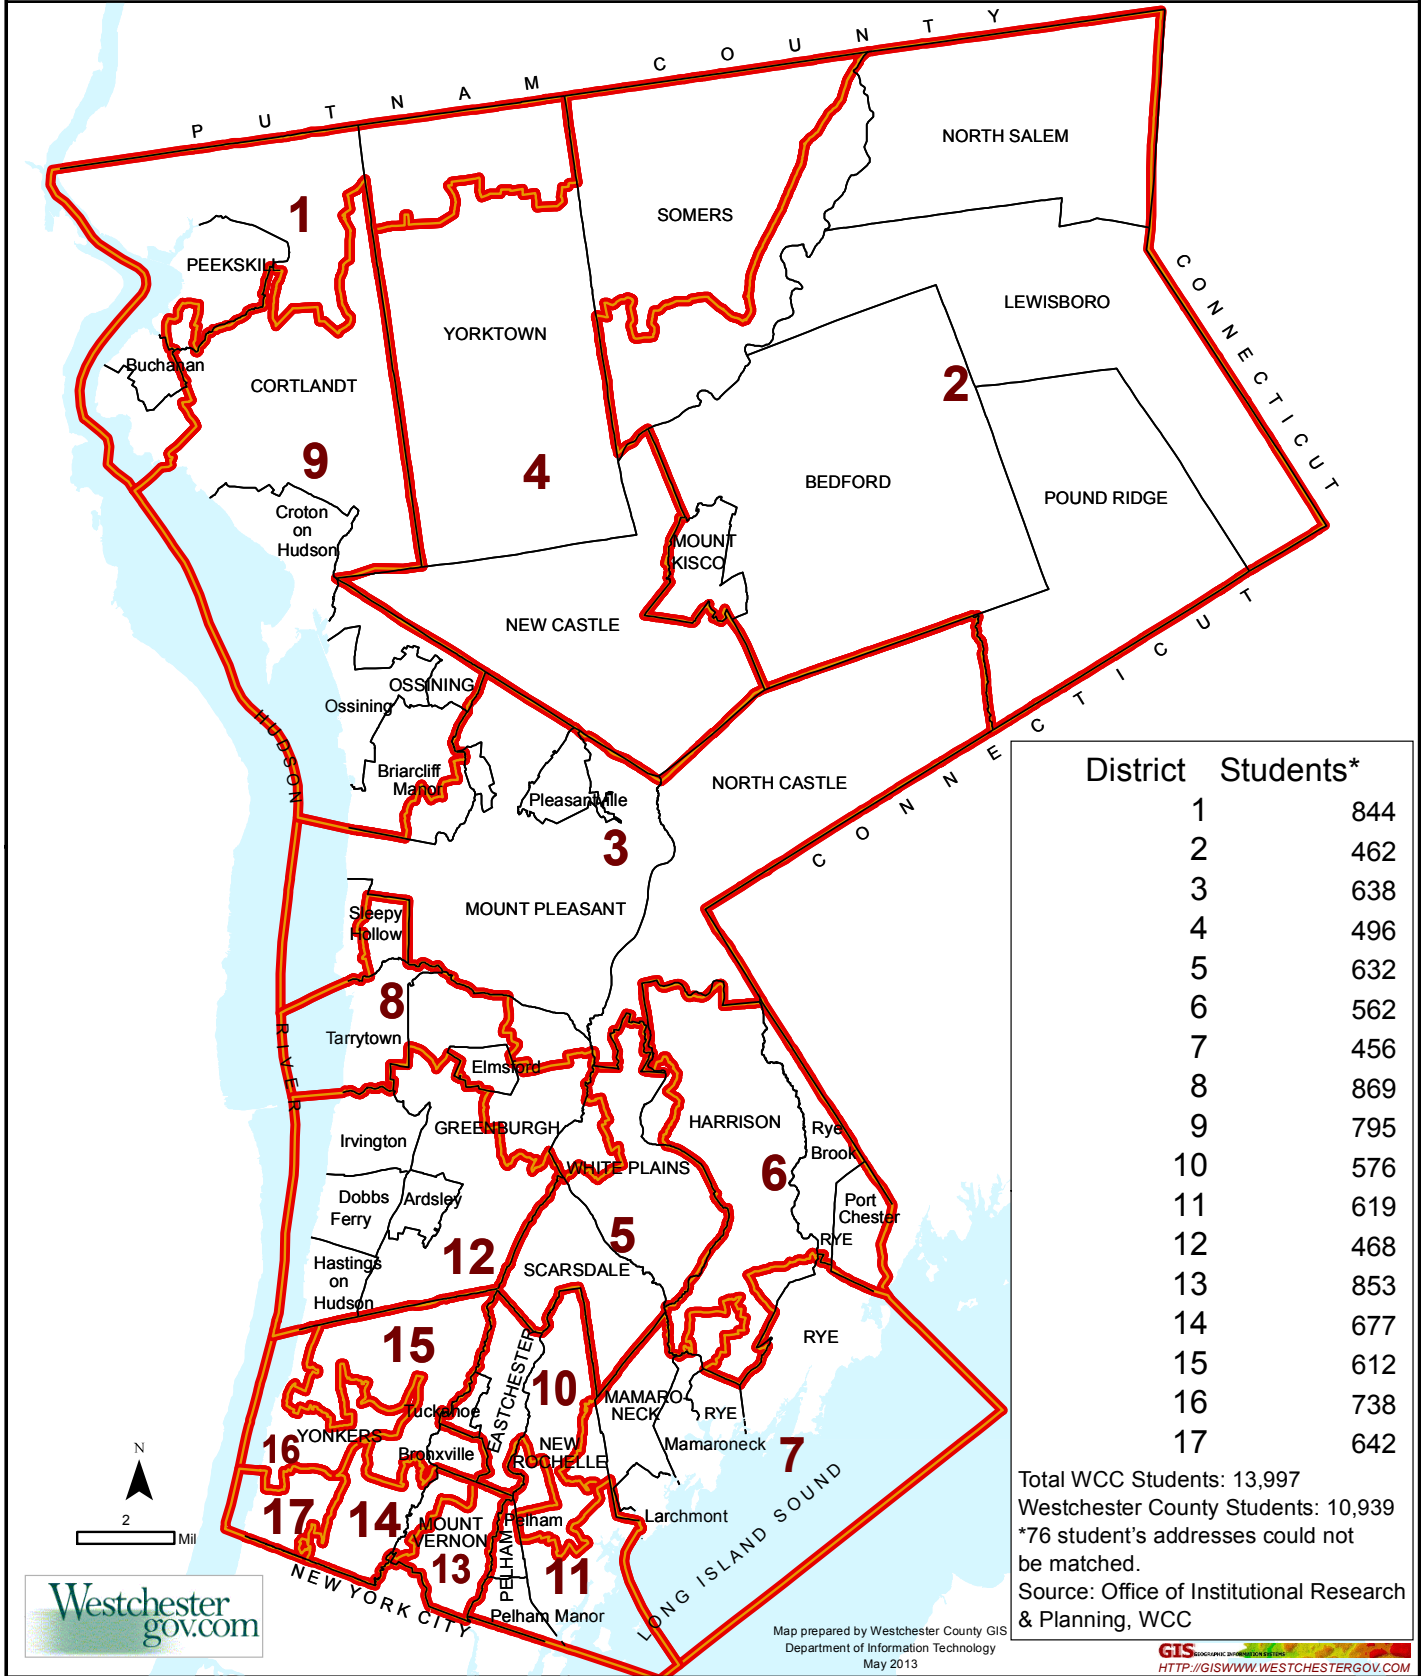 PUTNAM COUNTY
NORTH SALEM
1
SOMERS
PEEKSKILL
CONNECTICUT
LEWISBORO
YORKTOWN
Buchanan
CORTLANDT
2
9
4
BEDFORD
POUND RIDGE
Croton
on
Hudson
MOUNT
KISCO
NEW CASTLE
CONNECTICUT
OSSINING
Ossining
HUDSON RIVER
Briarcliff
Manor
Pleasantville
NORTH CASTLE
3
MOUNT PLEASANT
Sleepy
Hollow
8
Tarrytown
Elmsford
GREENBURGH
HARRISON
Rye
Brook
Irvington
WHITE PLAINS
6
Dobbs
Ferry
Ardsley
Port
Chester
5
RYE
12
SCARSDALE
Hastings
on
Hudson
15
RYE
EASTCHESTER
10
MAMARO-
NECK
Tuckahoe
RYE
16
YONKERS
Bronxville
NEW
ROCHELLE
Mamaroneck
7
17
14
MOUNT
VERNON
Pelham
Larchmont
13
PELHAM
11
Pelham Manor
NEW YORK CITY
LONG ISLAND SOUND
N
2
Mil
Westchester
gov.com
District Students*
1 844
2 462
3 638
4 496
5 632
6 562
7 456
8 869
9 795
10 576
11 619
12 468
13 853
14 677
15 612
16 738
17 642
Total WCC Students: 13,997
Westchester County Students: 10,939
*76 student's addresses could not
be matched.
Source: Office of Institutional Research
& Planning, WCC
Map prepared by Westchester County GIS
Department of Information Technology
May 2013
GIS GEOGRAPHIC INFORMATION SYSTEMS
HTTP://GISWWW.WESTCHESTERGOV.COM